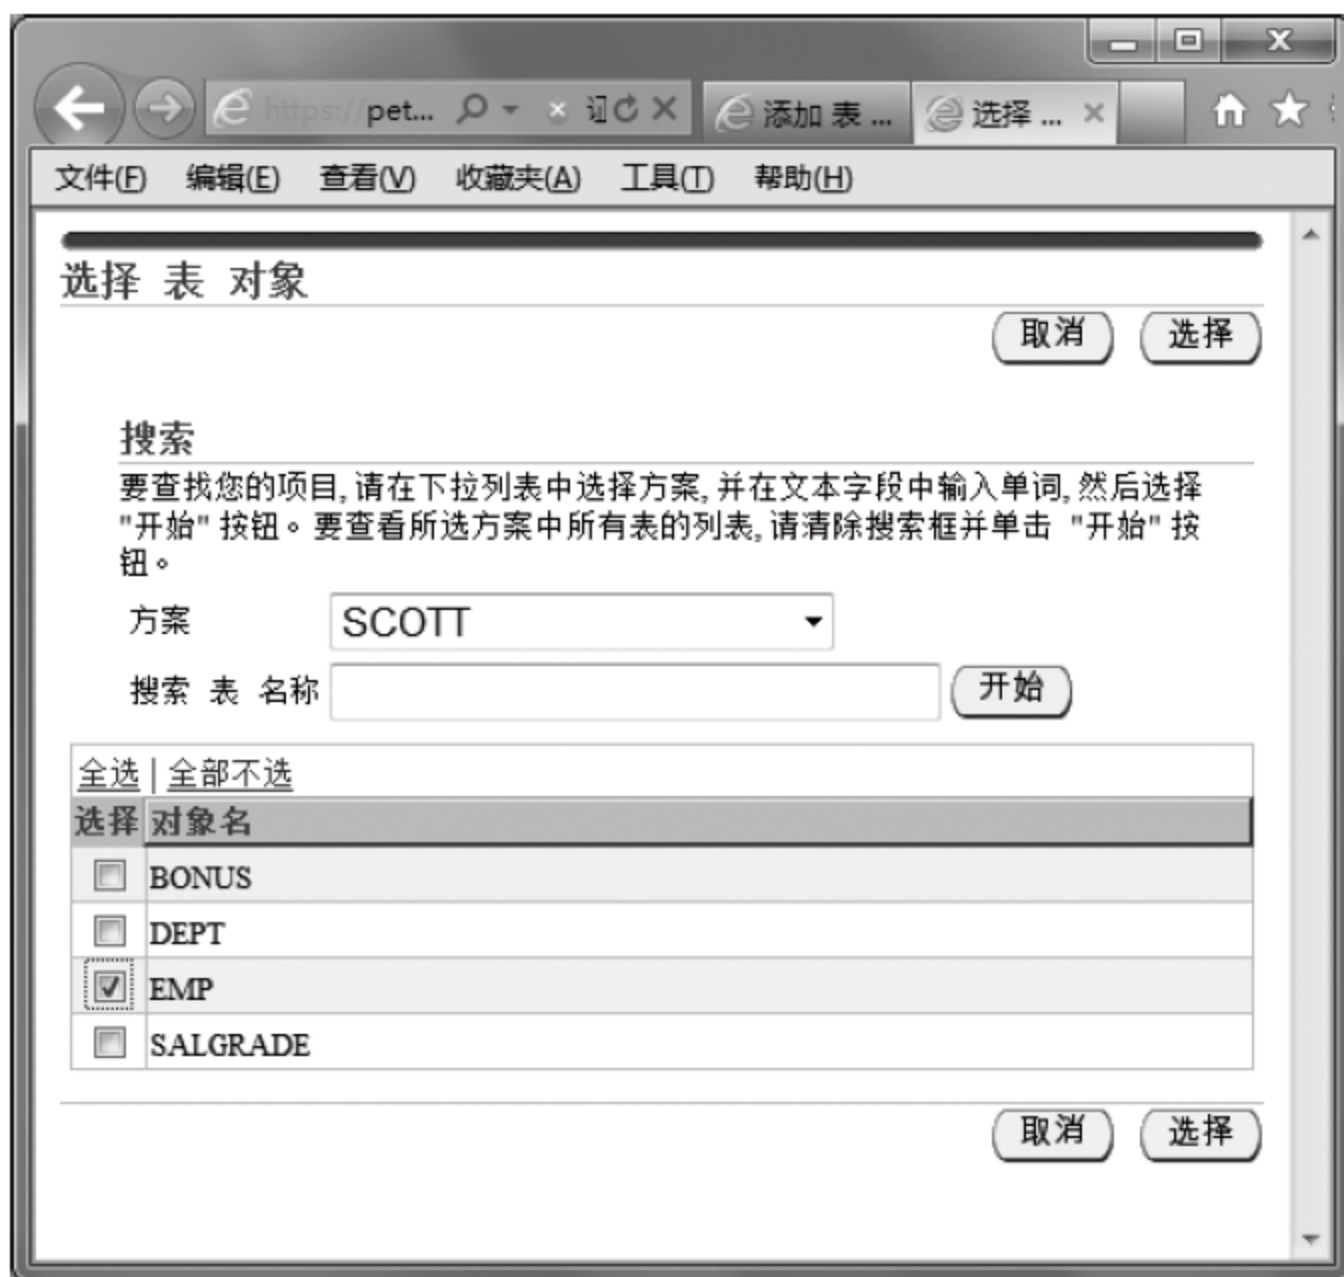 https://pet... 添加 表 ... 选择 ...
文件(F) 编辑(E) 查看(V) 收藏夹(A) 工具(T) 帮助(H)
选择 表 对象
取消 选择
搜索
要查找您的项目,请在下拉列表中选择方案,并在文本字段中输入单词,然后选择
"开始" 按钮。要查看所选方案中所有表的列表,请清除搜索框并单击 "开始" 按
钮。
方案 SCOTT
搜索 表 名称 开始
全选 | 全部不选
选择 对象名
BONUS
DEPT
EMP
SALGRADE
取消 选择